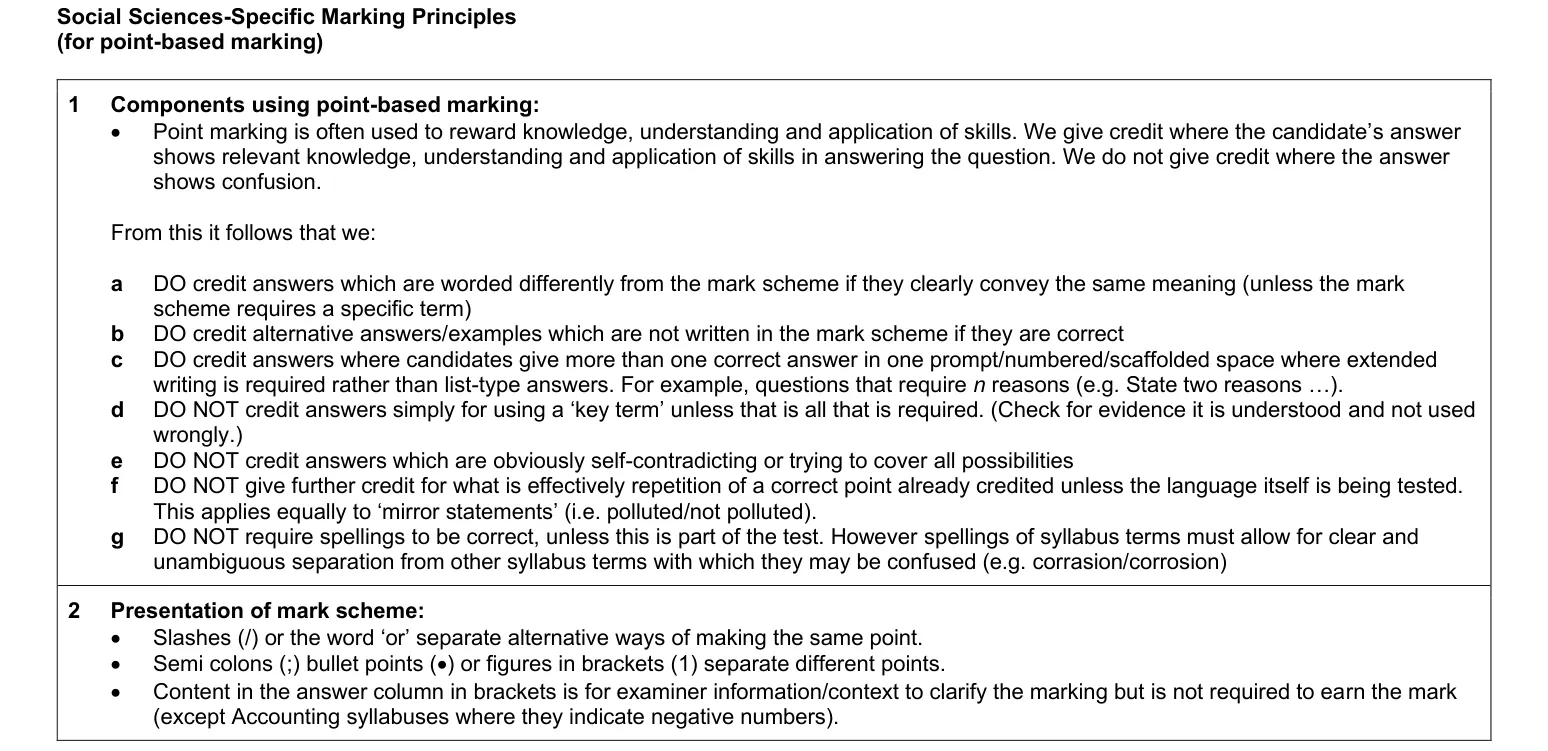 Social Sciences-Specific Marking Principles
(for point-based marking)
1 Components using point-based marking:
• Point marking is often used to reward knowledge, understanding and application of skills. We give credit where the candidate’s answer
shows relevant knowledge, understanding and application of skills in answering the question. We do not give credit where the answer
shows confusion.
From this it follows that we:
a DO credit answers which are worded differently from the mark scheme if they clearly convey the same meaning (unless the mark
scheme requires a specific term)
b DO credit alternative answers/examples which are not written in the mark scheme if they are correct
c DO credit answers where candidates give more than one correct answer in one prompt/numbered/scaffolded space where extended
writing is required rather than list-type answers. For example, questions that require n reasons (e.g. State two reasons …).
d DO NOT credit answers simply for using a ‘key term’ unless that is all that is required. (Check for evidence it is understood and not used
wrongly.)
e DO NOT credit answers which are obviously self-contradicting or trying to cover all possibilities
f DO NOT give further credit for what is effectively repetition of a correct point already credited unless the language itself is being tested.
This applies equally to ‘mirror statements’ (i.e. polluted/not polluted).
g DO NOT require spellings to be correct, unless this is part of the test. However spellings of syllabus terms must allow for clear and
unambiguous separation from other syllabus terms with which they may be confused (e.g. corrasion/corrosion)
2 Presentation of mark scheme:
• Slashes (/) or the word ‘or’ separate alternative ways of making the same point.
• Semi colons (;) bullet points (•) or figures in brackets (1) separate different points.
• Content in the answer column in brackets is for examiner information/context to clarify the marking but is not required to earn the mark
(except Accounting syllabuses where they indicate negative numbers).